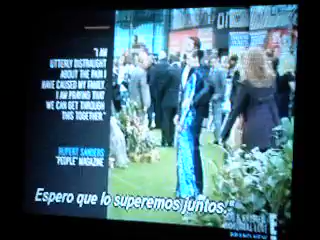 "I AM
UTTERLY DISTRAUGHT
ABOUT THE PAIN I
HAVE CAUSED MY FAMILY.
I AM PRAYING THAT
WE CAN GET THROUGH
THIS TOGETHER."
RUPERT SANDERS
"PEOPLE" MAGAZINE
Espero que lo superemos juntos."
E